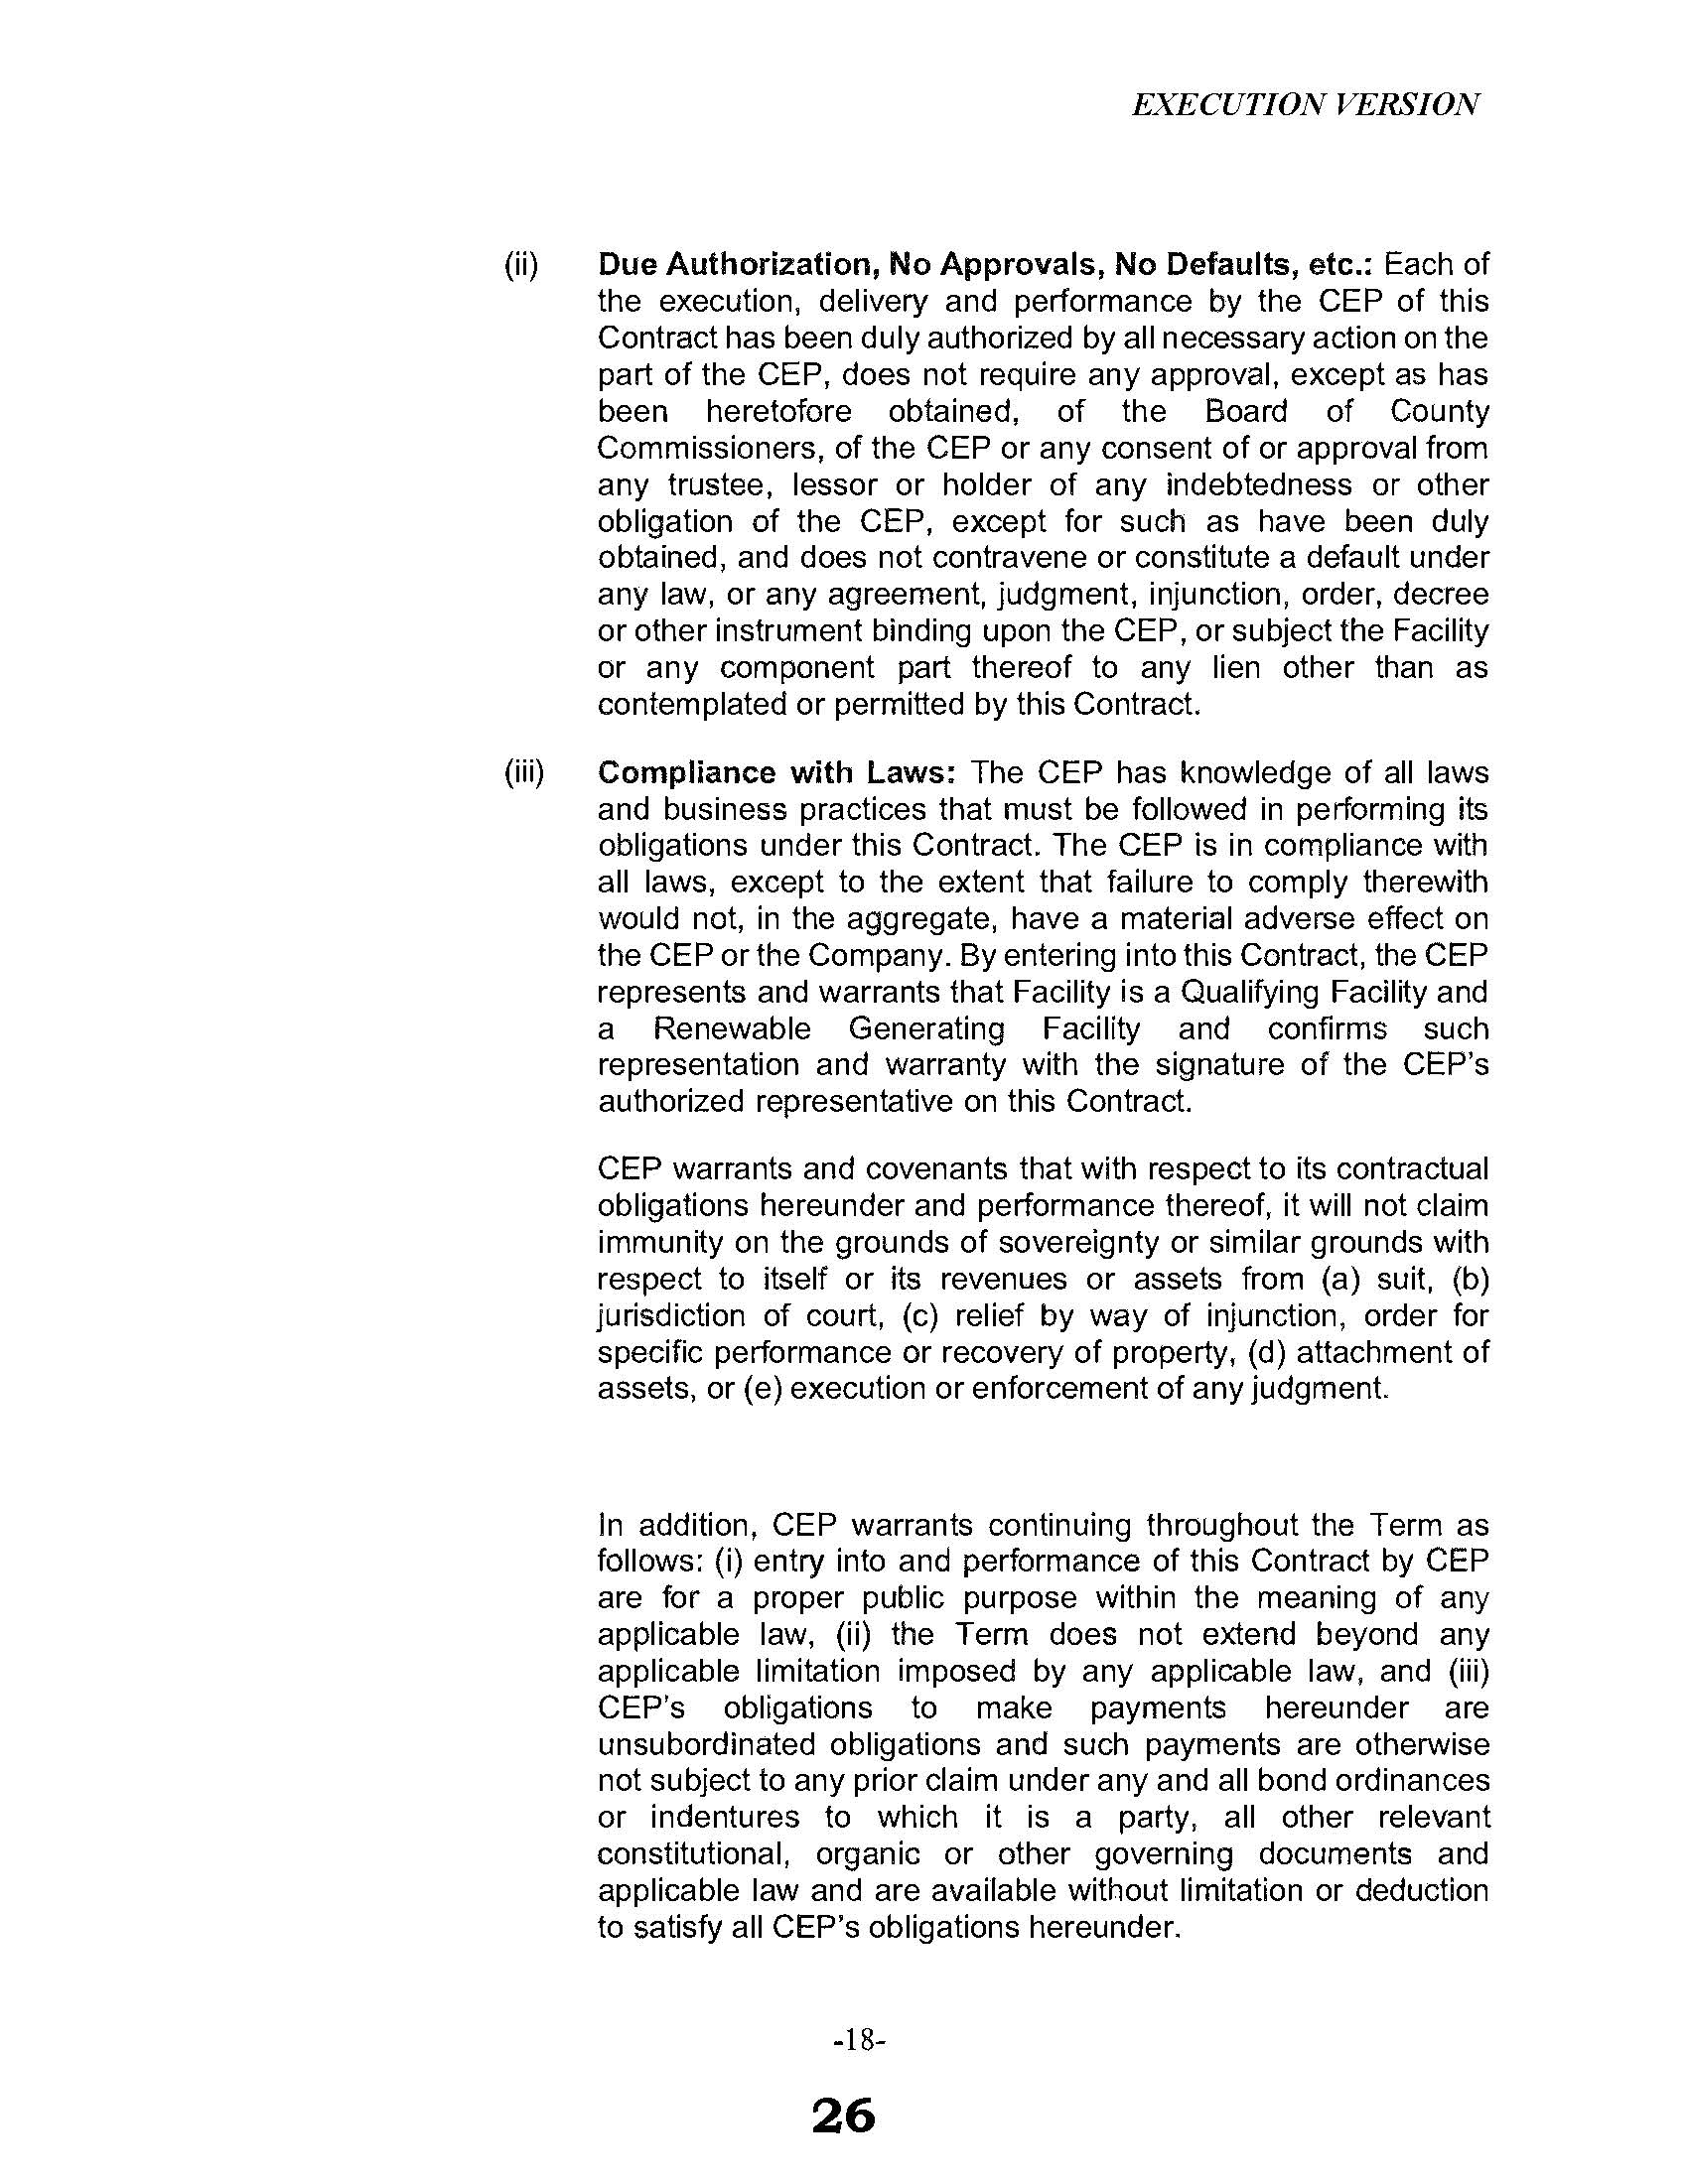 EXECUTION VERSION
(ii) Due Authorization, No Approvals, No Defaults, etc.: Each of
the execution, delivery and performance by the CEP of this
Contract has been duly authorized by all necessary action on the
part of the CEP, does not require any approval, except as has
been heretofore obtained, of the Board of County
Commissioners, of the CEP or any consent of or approval from
any trustee, lessor or holder of any indebtedness or other
obligation of the CEP, except for such as have been duly
obtained, and does not contravene or constitute a default under
any law, or any agreement, judgment, injunction, order, decree
or other instrument binding upon the CEP, or subject the Facility
or any component part thereof to any lien other than as
contemplated or permitted by this Contract.
(iii) Compliance with Laws: The CEP has knowledge of all laws
and business practices that must be followed in performing its
obligations under this Contract. The CEP is in compliance with
all laws, except to the extent that failure to comply therewith
would not, in the aggregate, have a material adverse effect on
the CEP or the Company. By entering into this Contract, the CEP
represents and warrants that Facility is a Qualifying Facility and
a Renewable Generating Facility and confirms such
representation and warranty with the signature of the CEP's
authorized representative on this Contract.
CEP warrants and covenants that with respect to its contractual
obligations hereunder and performance thereof, it will not claim
immunity on the grounds of sovereignty or similar grounds with
respect to itself or its revenues or assets from (a) suit, (b)
jurisdiction of court, (c) relief by way of injunction, order for
specific performance or recovery of property, (d) attachment of
assets, or (e) execution or enforcement of any judgment.
In addition, CEP warrants continuing throughout the Term as
follows: (i) entry into and performance of this Contract by CEP
are for a proper public purpose within the meaning of any
applicable law, (ii) the Term does not extend beyond any
applicable limitation imposed by any applicable law, and (iii)
CEP's obligations to make payments hereunder are
unsubordinated obligations and such payments are otherwise
not subject to any prior claim under any and all bond ordinances
or indentures to which it is a party, all other relevant
constitutional, organic or other governing documents and
applicable law and are available without limitation or deduction
to satisfy all CEP's obligations hereunder.
-18-
26